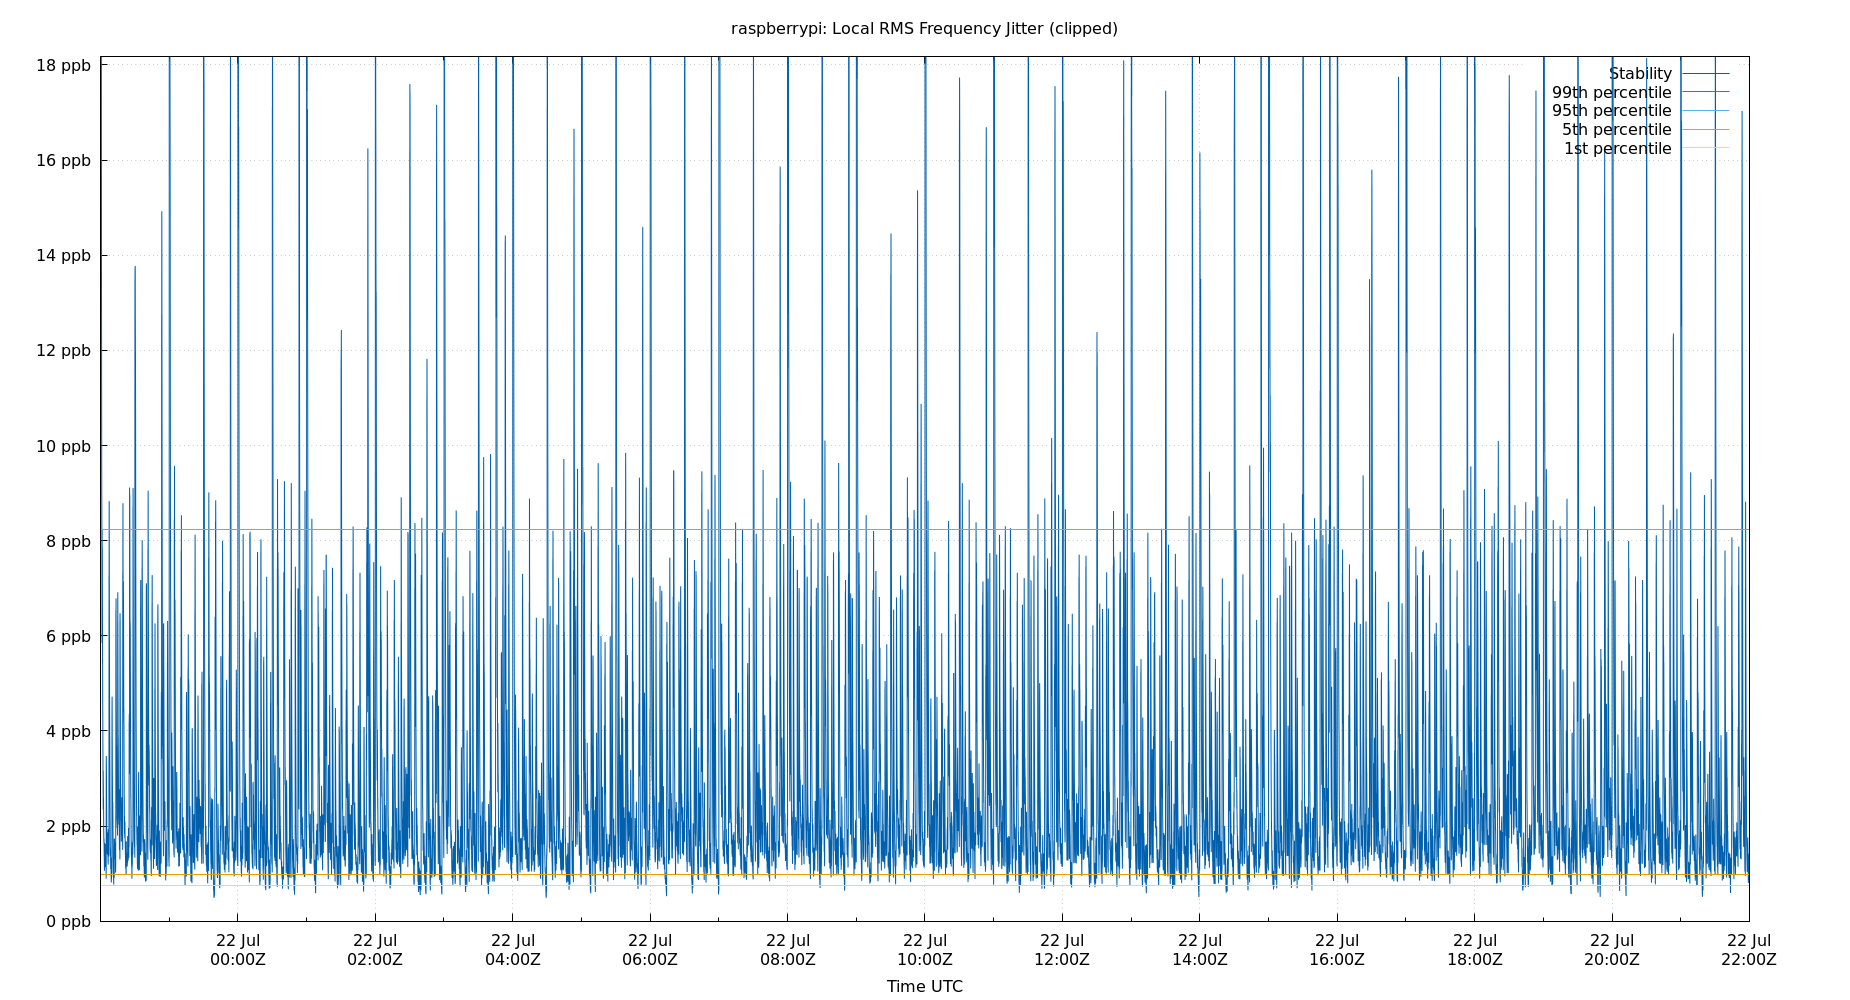 raspberrypi: Local RMS Frequency Jitter (clipped)
18 ppb
16 ppb
14 ppb
12 ppb
10 ppb
8 ppb
6 ppb
4 ppb
2 ppb
0 ppb
Stability
99th percentile
95th percentile
5th percentile
1st percentile
22 Jul 22 Jul 22 Jul 22 Jul 22 Jul 22 Jul 22 Jul 22 Jul 22 Jul 22 Jul 22 Jul 22 Jul
00:00Z 02:00Z 04:00Z 06:00Z 08:00Z 10:00Z 12:00Z 14:00Z 16:00Z 18:00Z 20:00Z 22:00Z
Time UTC